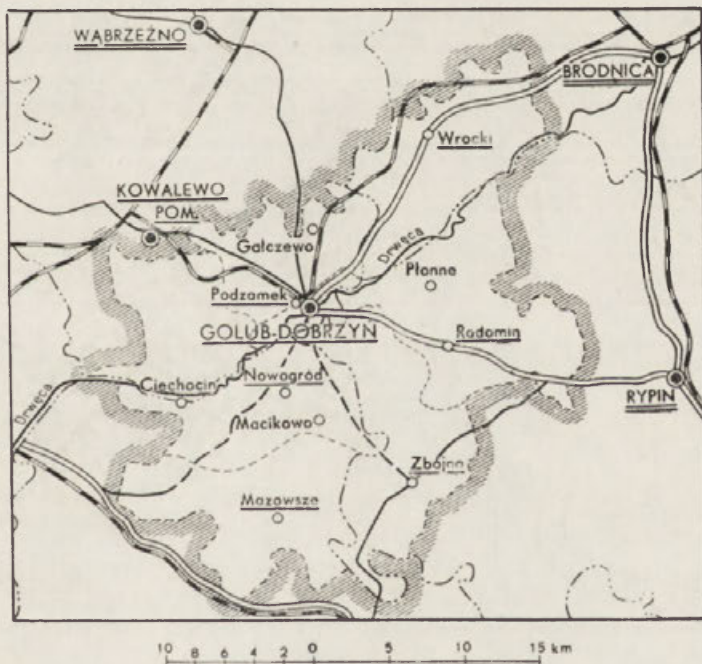 WĄBRZEŹNO
BRODNICA
Wrocki
KOWALEWO
POM.
Gałczewo
Drwęca
Płonne
Podzamek
GOLUB-DOBRZYŃ
Radomin
Ciechocin
Nowogród
Drwęca
RYPIN
Macikowo
Zbójno
Mazowsze
10 8 6 4 2 0 5 10 15 km